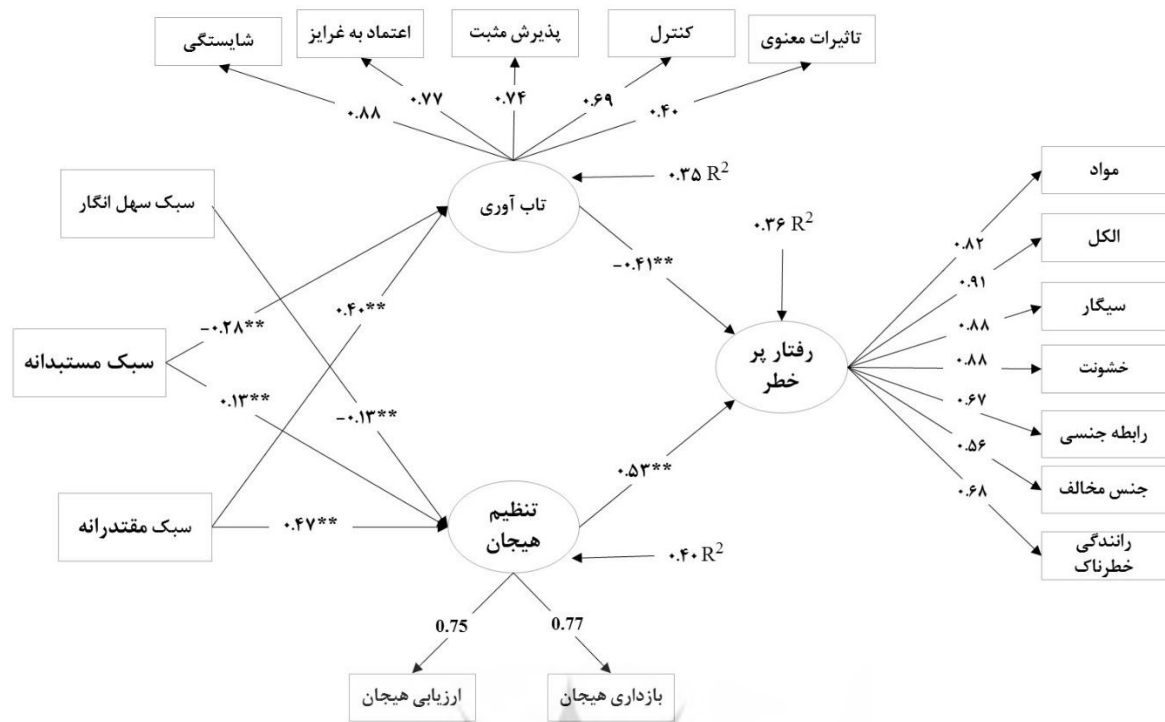 تاثیرات معنوی
کنترل
پذیرش مثبت
اعتماد به غرایز
شایستگی
۰.۸۸
۰.۷۷
۰.۷۴
۰.۶۹
۰.۴۰
۰.۳۵ R²
تاب آوری
سبک سهل انگار
سبک مستبدانه
سبک مقتدرانه
−۰.۲۸**
۰.۴۰**
۰.۱۳**
−۰.۱۳**
۰.۴۷**
−۰.۴۱**
۰.۵۳**
۰.۳۶ R²
رفتار پر
خطر
تنظیم
هیجان
۰.۴۰ R²
0.75
0.77
ارزیابی هیجان
بازداری هیجان
۰.۸۲
۰.۹۱
۰.۸۸
۰.۸۸
۰.۶۷
۰.۵۶
۰.۶۸
مواد
الکل
سیگار
خشونت
رابطه جنسی
جنس مخالف
رانندگی
خطرناک